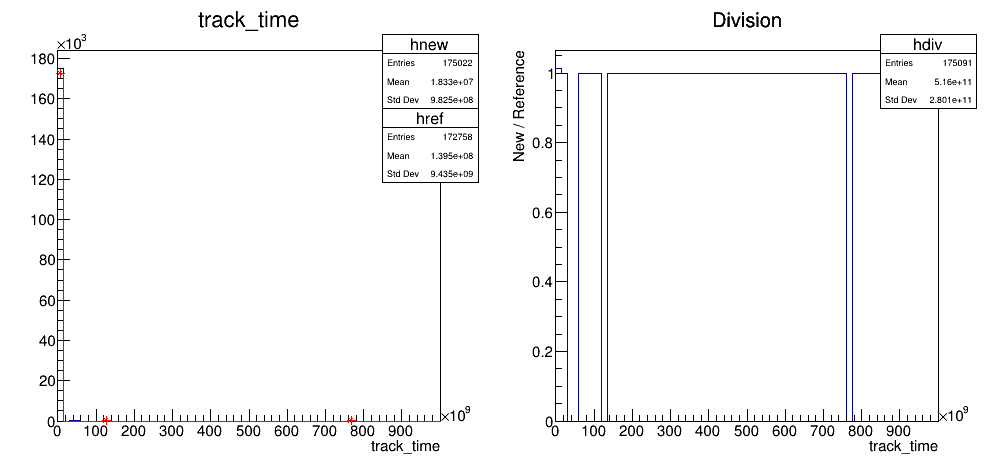 track_time
×10³
hnew
Entries 175022
Mean 1.833e+07
Std Dev 9.825e+08
href
Entries 172758
Mean 1.395e+08
Std Dev 9.435e+09
180
160
140
120
100
80
60
40
20
0
0 100 200 300 400 500 600 700 800 900
×10⁹
track_time
Division
hdiv
Entries 175091
Mean 5.16e+11
Std Dev 2.801e+11
New / Reference
1
0.8
0.6
0.4
0.2
0
0 100 200 300 400 500 600 700 800 900
×10⁹
track_time